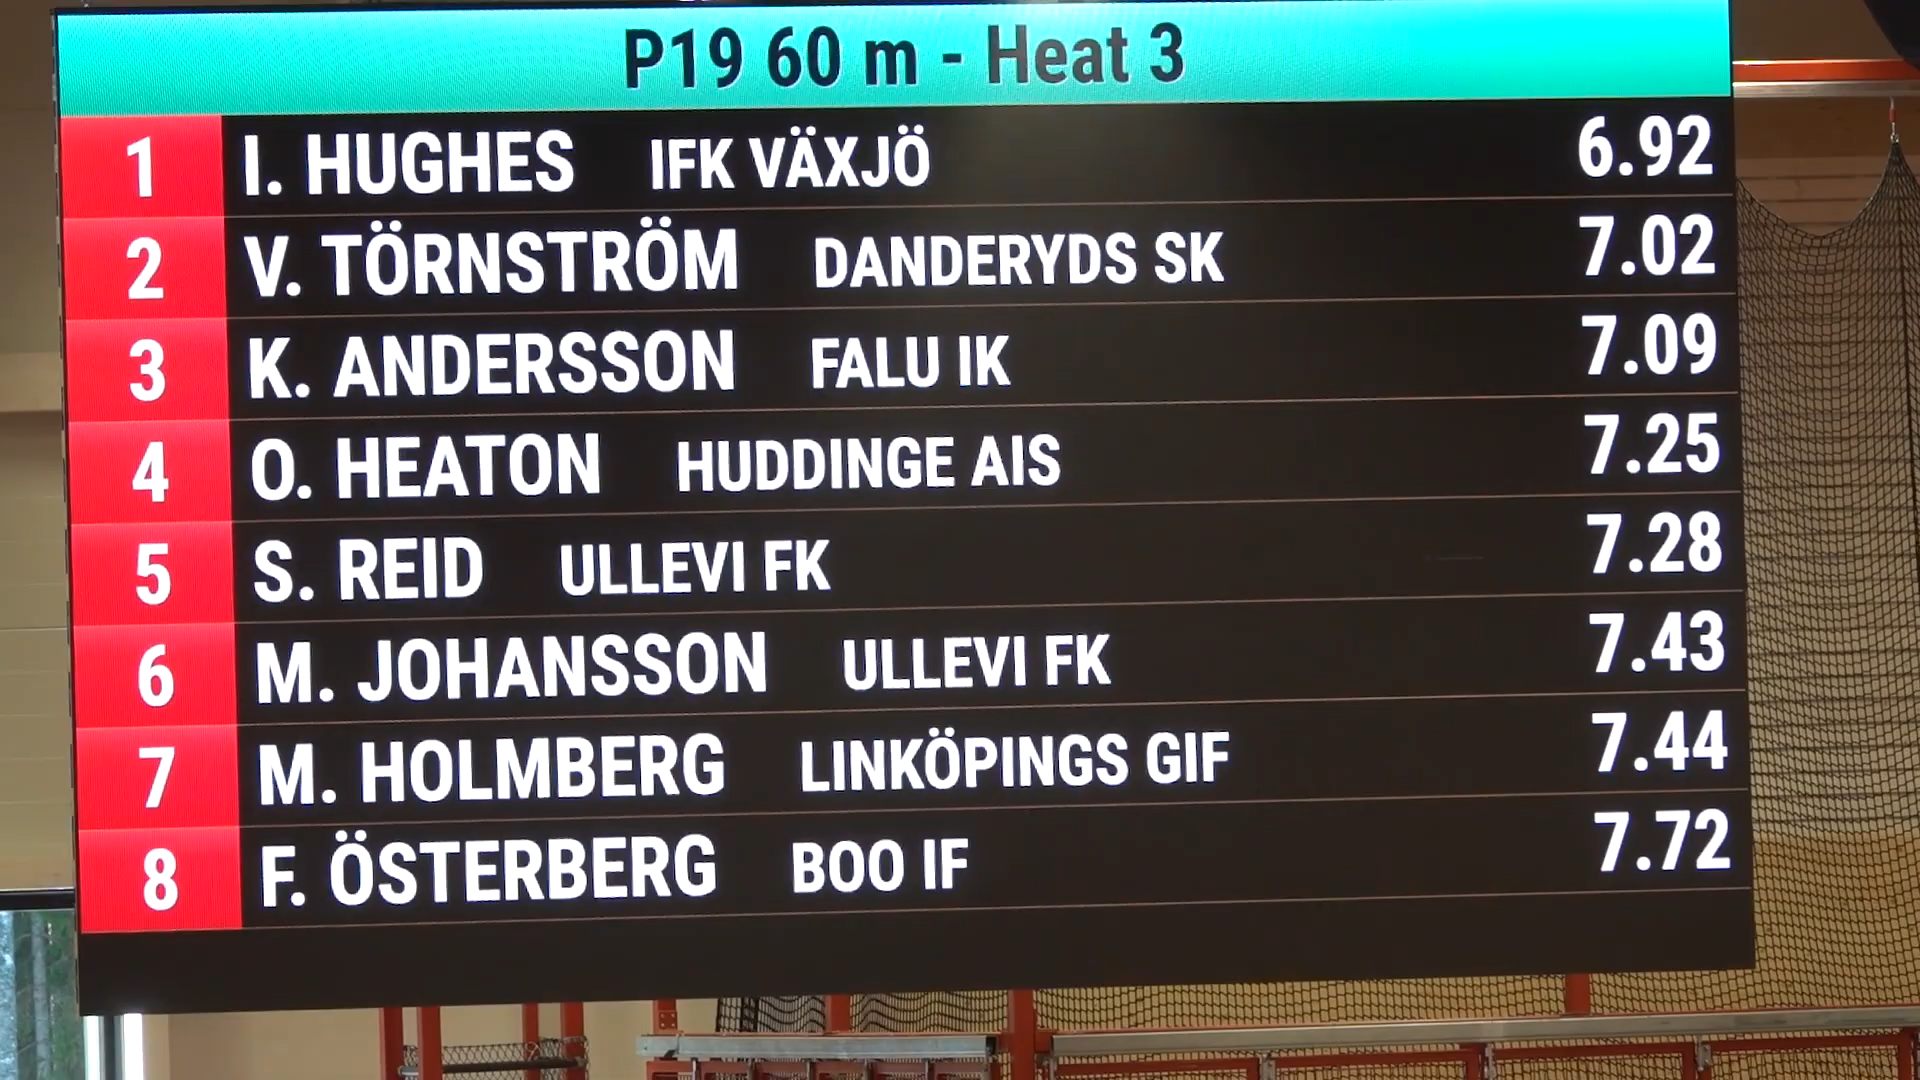 P19 60 m - Heat 3
1 I. HUGHES IFK VÄXJÖ 6.92
2 V. TÖRNSTRÖM DANDERYDS SK 7.02
3 K. ANDERSSON FALU IK 7.09
4 O. HEATON HUDDINGE AIS 7.25
5 S. REID ULLEVI FK 7.28
6 M. JOHANSSON ULLEVI FK 7.43
7 M. HOLMBERG LINKÖPINGS GIF 7.44
8 F. ÖSTERBERG BOO IF 7.72